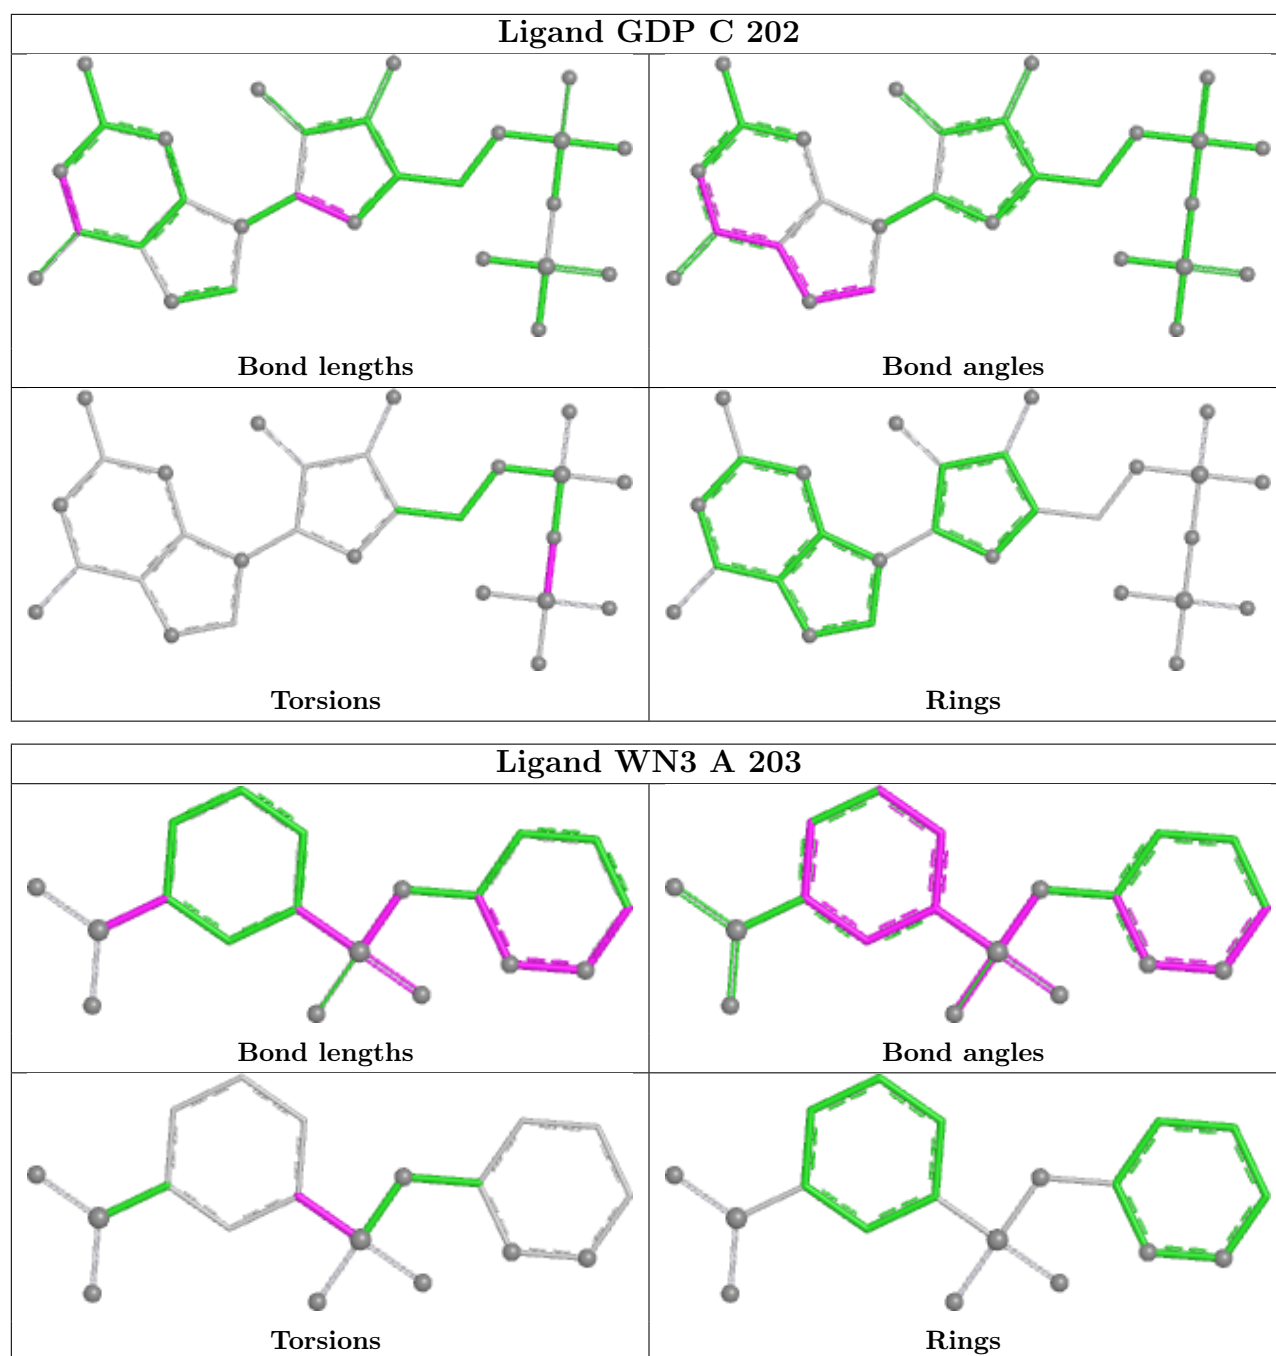 Ligand GDP C 202
Bond lengths
Bond angles
Torsions
Rings
Ligand WN3 A 203
Bond lengths
Bond angles
Torsions
Rings